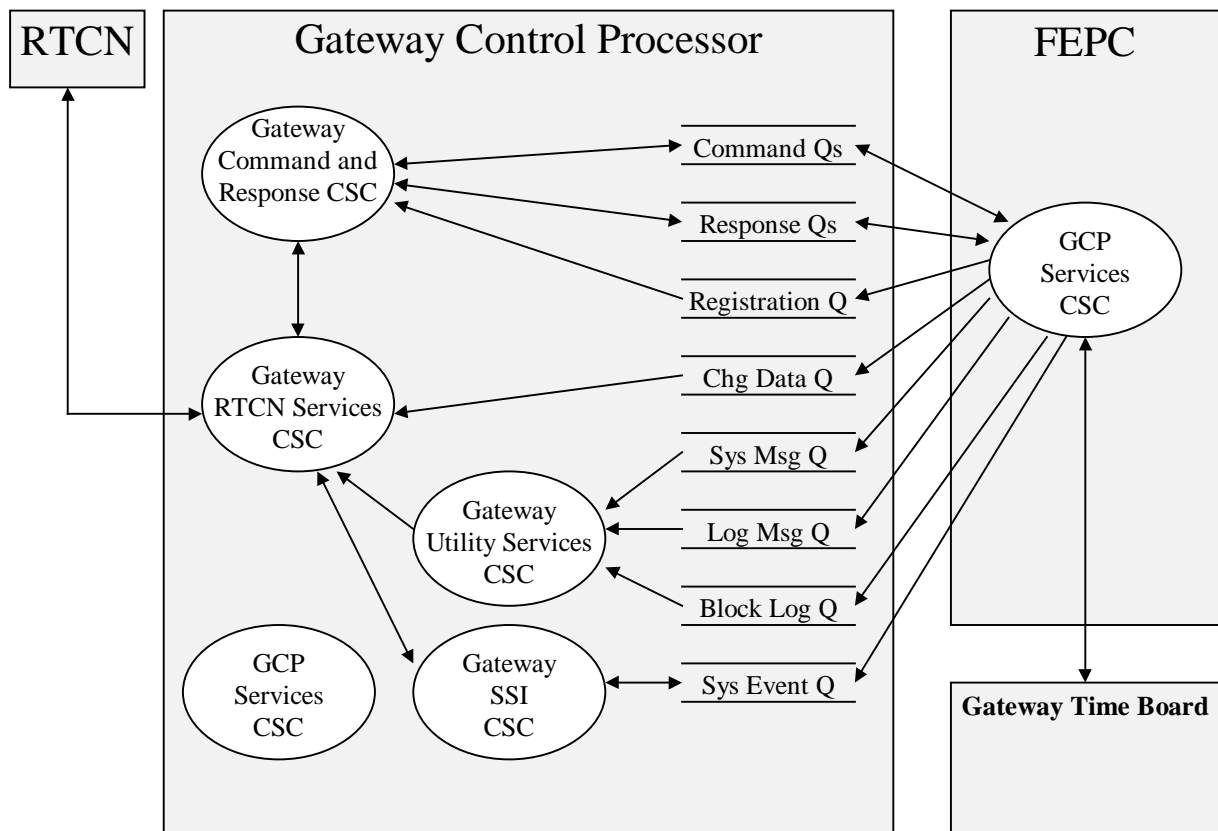 RTCN
Gateway Control Processor
FEPC
Gateway
Command and
Response CSC
Command Qs
Response Qs
GCP
Services
CSC
Registration Q
Gateway
RTCN Services
CSC
Chg Data Q
Sys Msg Q
Gateway
Utility Services
CSC
Log Msg Q
Block Log Q
GCP
Services
CSC
Gateway
SSI
CSC
Sys Event Q
Gateway Time Board